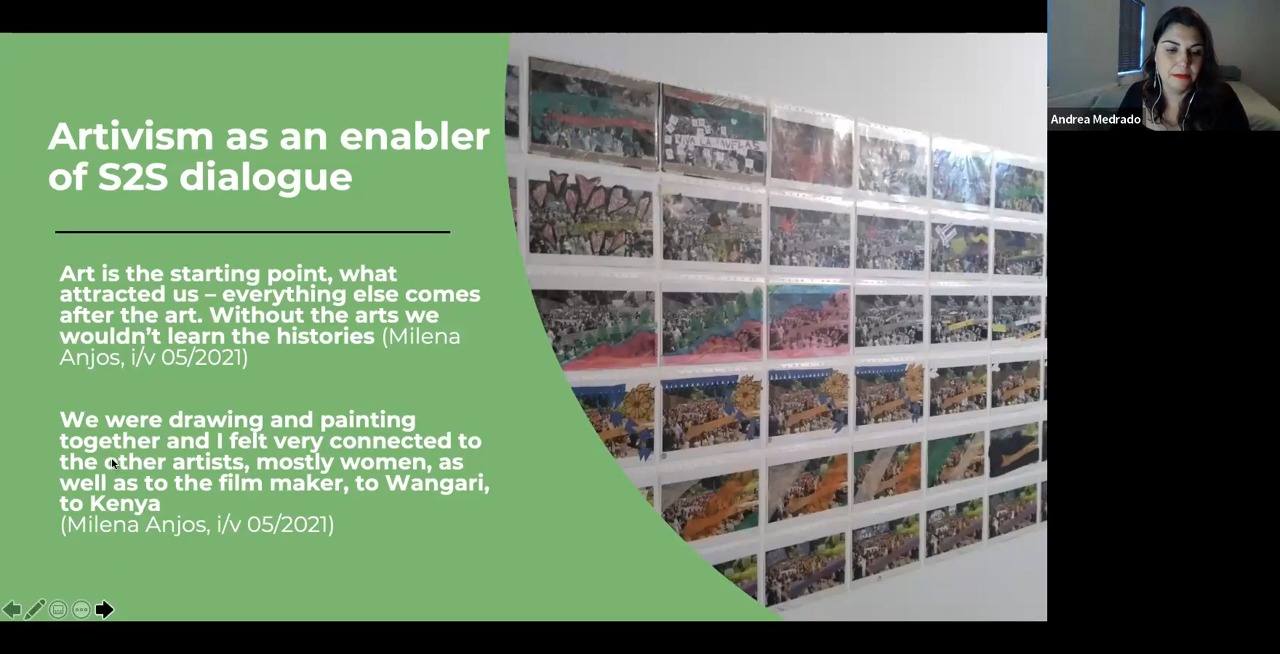 Artivism as an enabler
of S2S dialogue
Art is the starting point, what
attracted us – everything else comes
after the art. Without the arts we
wouldn't learn the histories (Milena
Anjos, i/v 05/2021)
We were drawing and painting
together and I felt very connected to
the other artists, mostly women, as
well as to the film maker, to Wangari,
to Kenya
(Milena Anjos, i/v 05/2021)
Andrea Medrado